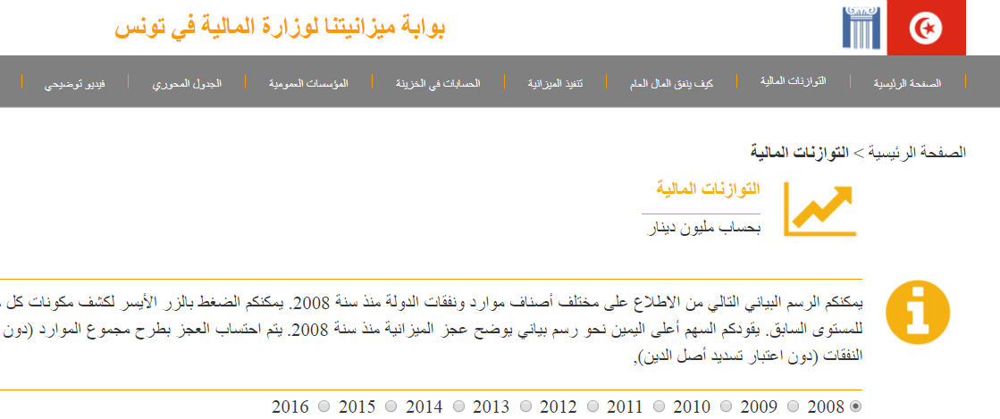 بوابة ميزانيتنا لوزارة المالية في تونس
الصفحة الرئيسية التوازنات المالية كيف ينفق المال العام تنفيذ الميزانية الحسابات في الخزينة المؤسسات العمومية الجدول المحوري فيديو توضيحي
الصفحة الرئيسية > التوازنات المالية
التوازنات المالية
بحساب مليون دينار
يمكنكم الرسم البياني التالي من الاطلاع على مختلف أصناف موارد ونفقات الدولة منذ سنة 2008. يمكنكم الضغط بالزر الأيسر لكشف مكونات كل
للمستوى السابق. يقودكم السهم أعلى اليمين نحو رسم بياني يوضح عجز الميزانية منذ سنة 2008. يتم احتساب العجز بطرح مجموع الموارد (دون
النفقات (دون اعتبار تسديد أصل الدين),
2008 2009 2010 2011 2012 2013 2014 2015 2016